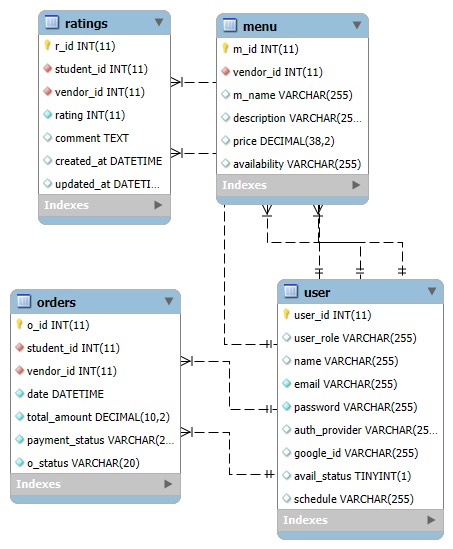 ratings
r_id INT(11)
student_id INT(11)
vendor_id INT(11)
rating INT(11)
comment TEXT
created_at DATETIME
updated_at DATETI...
Indexes
menu
m_id INT(11)
vendor_id INT(11)
m_name VARCHAR(255)
description VARCHAR(25...
price DECIMAL(38,2)
availability VARCHAR(255)
Indexes
orders
o_id INT(11)
student_id INT(11)
vendor_id INT(11)
date DATETIME
total_amount DECIMAL(10,2)
payment_status VARCHAR(2...
o_status VARCHAR(20)
Indexes
user
user_id INT(11)
user_role VARCHAR(255)
name VARCHAR(255)
email VARCHAR(255)
password VARCHAR(255)
auth_provider VARCHAR(25...
google_id VARCHAR(255)
avail_status TINYINT(1)
schedule VARCHAR(255)
Indexes